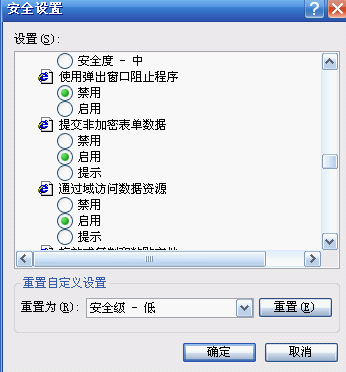 安全设置
设置(S):
安全度 - 中
使用弹出窗口阻止程序
禁用
启用
提交非加密表单数据
禁用
启用
提示
通过域访问数据资源
禁用
启用
提示
重置自定义设置
重置为(R): 安全级 - 低 重置(E)
确定 取消